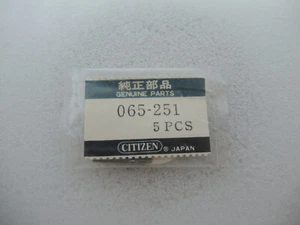 純正部品
GENUINE PARTS
065-251
5 PCS
CITIZEN ® JAPAN